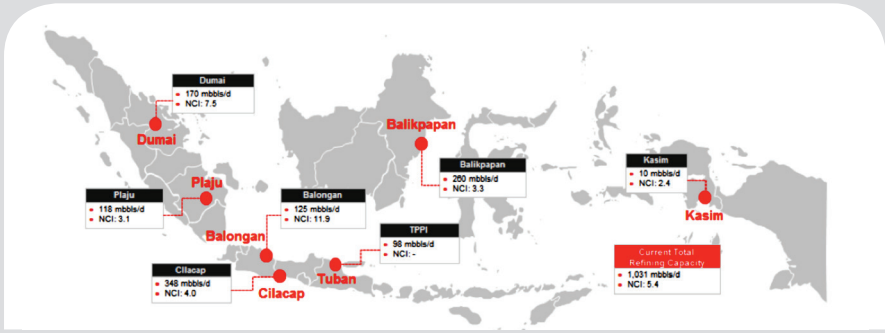 Dumai
170 mbbls/d
NCI: 7.5
Dumai
Balikpapan
Balikpapan
260 mbbls/d
NCI: 3.3
Kasim
10 mbbls/d
NCI: 2.4
Kasim
Plaju
Plaju
118 mbbls/d
NCI: 3.1
Balongan
125 mbbls/d
NCI: 11.9
Balongan
TPPI
98 mbbls/d
NCI: -
Tuban
Cilacap
348 mbbls/d
NCI: 4.0
Cilacap
Current Total
Refining Capacity
1,031 mbbls/d
NCI: 5.4